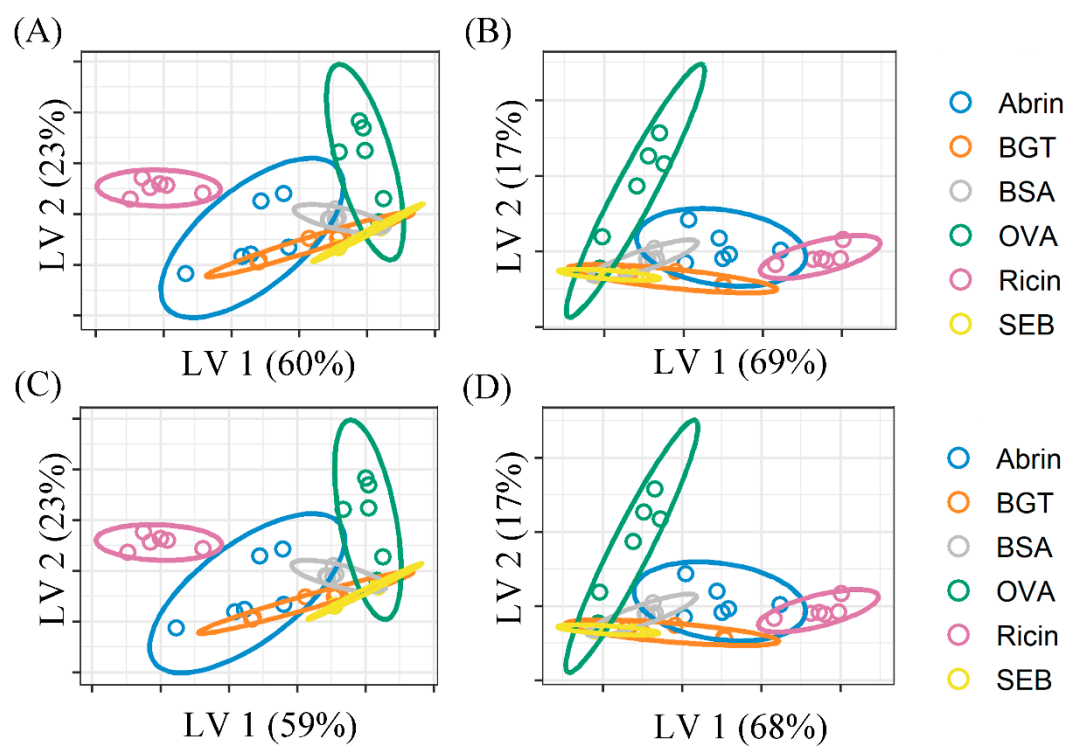 (A)
LV 2 (23%)
LV 1 (60%)
(B)
LV 2 (17%)
LV 1 (69%)
Abrin
BGT
BSA
OVA
Ricin
SEB
(C)
LV 2 (23%)
LV 1 (59%)
(D)
LV 2 (17%)
LV 1 (68%)
Abrin
BGT
BSA
OVA
Ricin
SEB